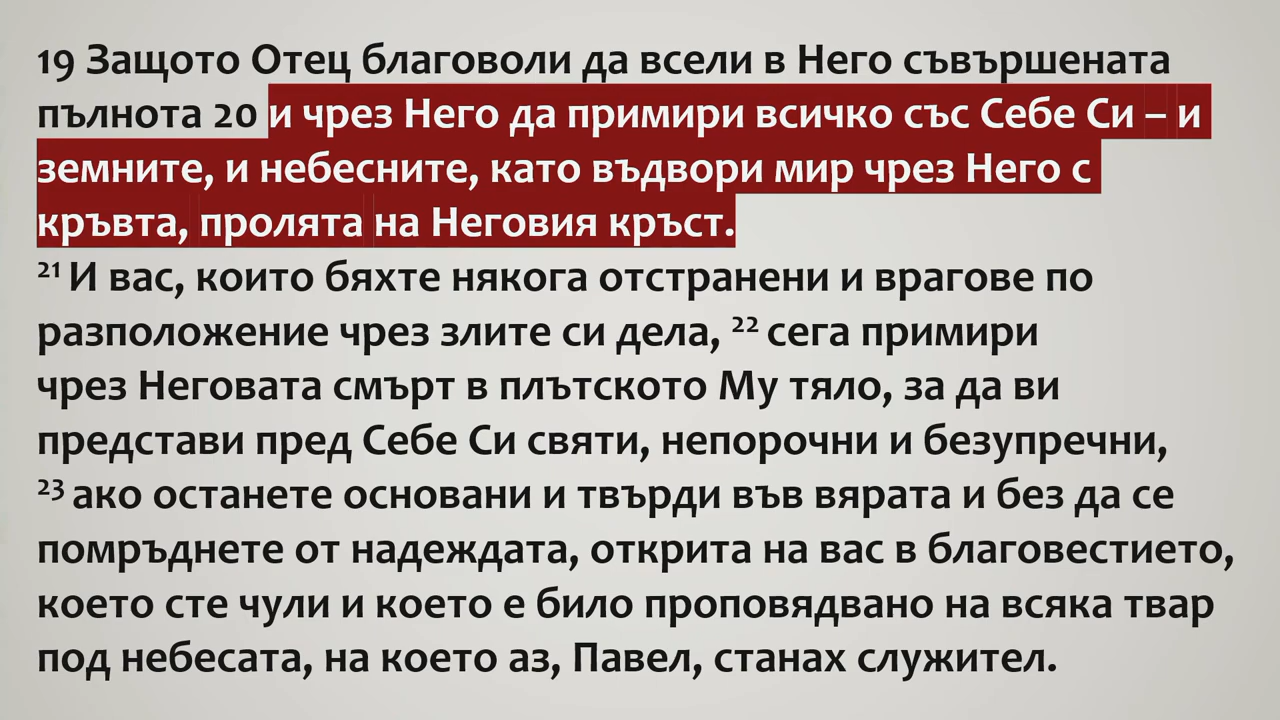 19 Защото Отец благоволи да всели в Него съвършената
пълнота 20 и чрез Него да примири всичко със Себе Си – и
земните, и небесните, като въдвори мир чрез Него с
кръвта, пролята на Неговия кръст.
21 И вас, които бяхте някога отстранени и врагове по
разположение чрез злите си дела, 22 сега примири
чрез Неговата смърт в плътското Му тяло, за да ви
представи пред Себе Си святи, непорочни и безупречни,
23 ако останете основани и твърди във вярата и без да се
помръднете от надеждата, открита на вас в благовестието,
което сте чули и което е било проповядвано на всяка твар
под небесата, на което аз, Павел, станах служител.